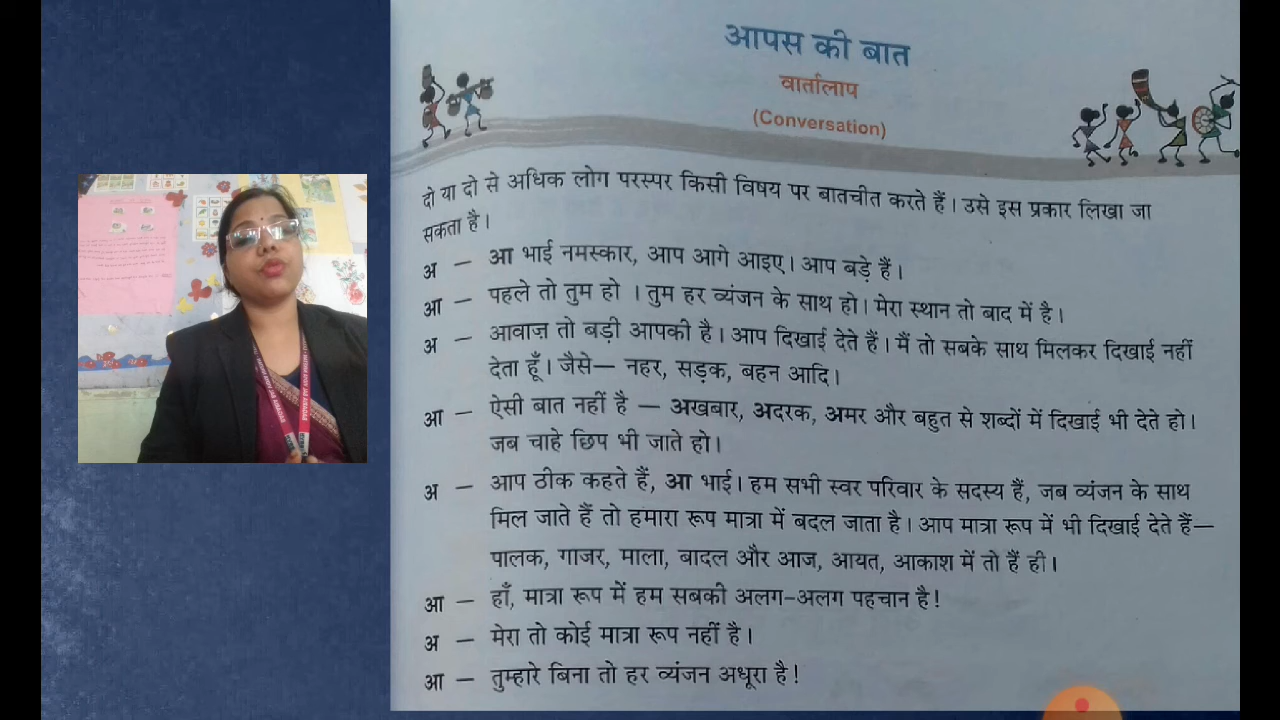 आपस की बात
वार्तालाप
(Conversation)
दो या दो से अधिक लोग परस्पर किसी विषय पर बातचीत करते हैं। उसे इस प्रकार लिखा जा
सकता है।
अ — आ भाई नमस्कार, आप आगे आइए। आप बड़े हैं।
आ — पहले तो तुम हो । तुम हर व्यंजन के साथ हो। मेरा स्थान तो बाद में है।
अ — आवाज़ तो बड़ी आपकी है। आप दिखाई देते हैं। मैं तो सबके साथ मिलकर दिखाई नहीं
देता हूँ। जैसे— नहर, सड़क, बहन आदि।
आ — ऐसी बात नहीं है — अखबार, अदरक, अमर और बहुत से शब्दों में दिखाई भी देते हो।
जब चाहे छिप भी जाते हो।
अ — आप ठीक कहते हैं, आ भाई। हम सभी स्वर परिवार के सदस्य हैं, जब व्यंजन के साथ
मिल जाते हैं तो हमारा रूप मात्रा में बदल जाता है। आप मात्रा रूप में भी दिखाई देते हैं—
पालक, गाजर, माला, बादल और आज, आयत, आकाश में तो हैं ही।
आ — हाँ, मात्रा रूप में हम सबकी अलग-अलग पहचान है!
अ — मेरा तो कोई मात्रा रूप नहीं है।
आ — तुम्हारे बिना तो हर व्यंजन अधूरा है!